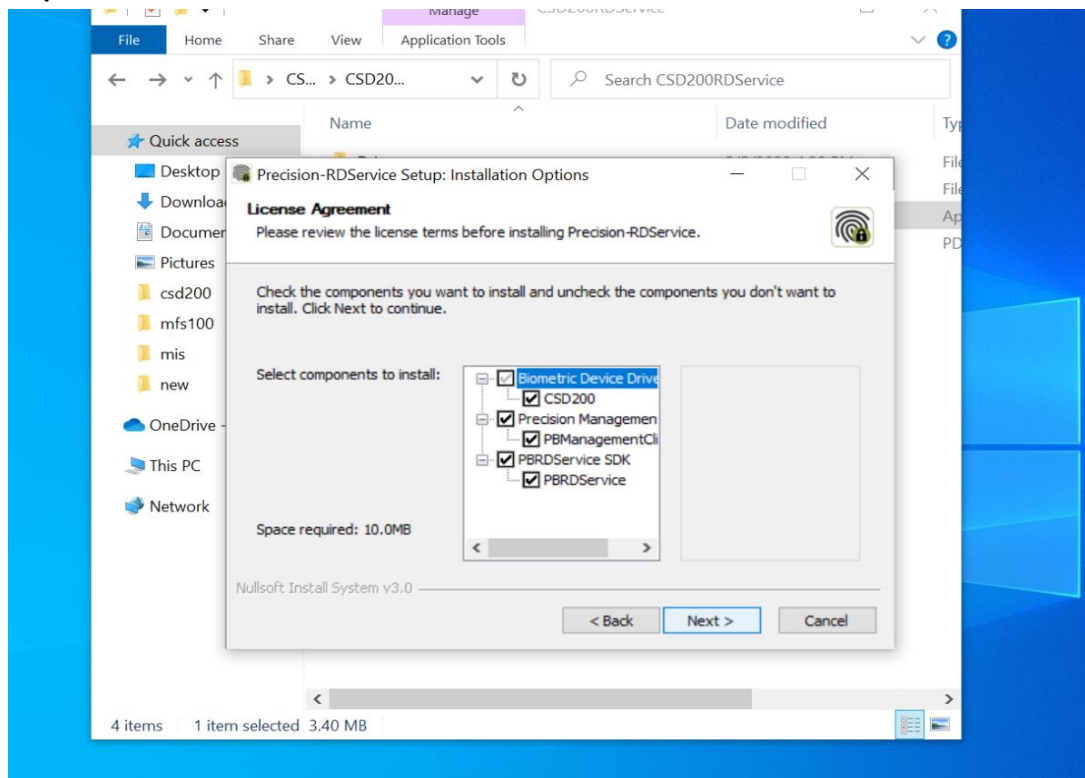 Manage
CSD200RDService
File Home Share View Application Tools
CS... > CSD20... Search CSD200RDService
Name Date modified
Quick access
Desktop
Precision-RDService Setup: Installation Options
License Agreement
Please review the license terms before installing Precision-RDService.
Pictures
csd200
mfs100
mis
new
OneDrive -
This PC
Network
Check the components you want to install and uncheck the components you don't want to
install. Click Next to continue.
Select components to install:
Biometric Device Drive
CSD200
Precision Managemen
PBManagementCli
PBRDService SDK
PBRDService
Space required: 10.0MB
Nullsoft Install System v3.0
< Back Next > Cancel
4 items 1 item selected 3.40 MB